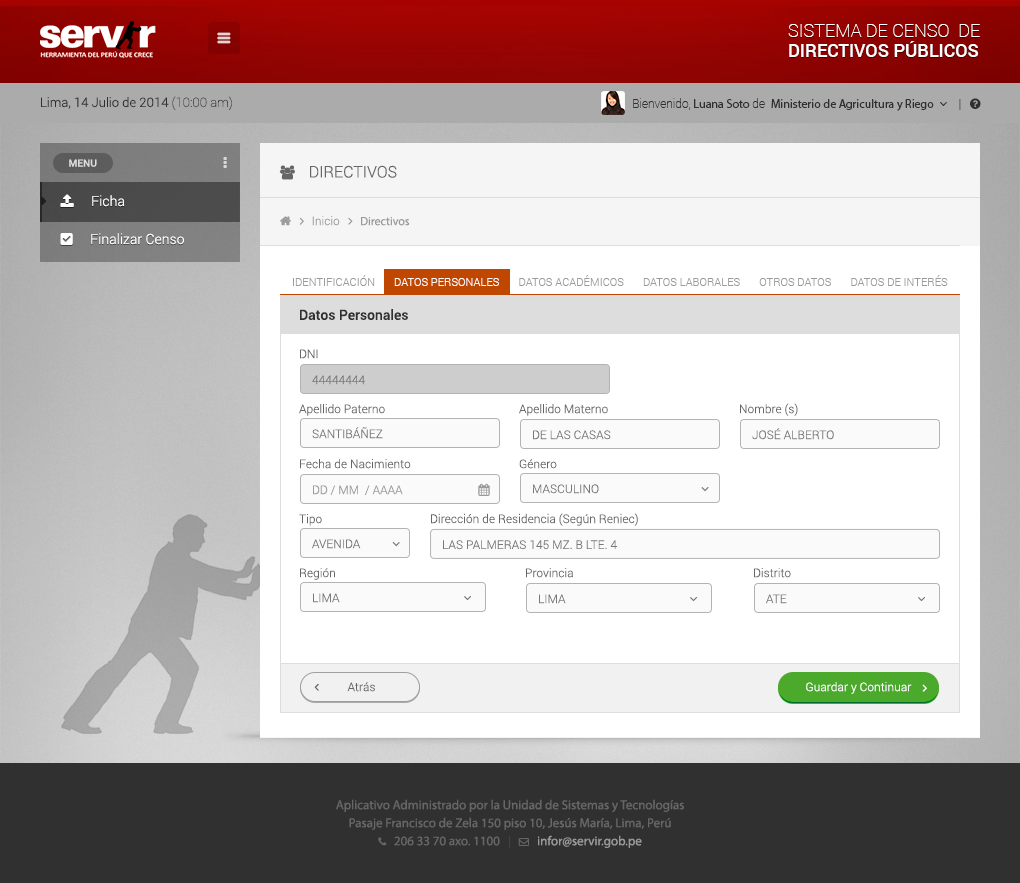 servir
HERRAMIENTA DEL PERÚ QUE CRECE
SISTEMA DE CENSO DE
DIRECTIVOS PÚBLICOS
Lima, 14 Julio de 2014 (10:00 am)
Bienvenido, Luana Soto de Ministerio de Agricultura y Riego | ?
MENU
Ficha
Finalizar Censo
DIRECTIVOS
Inicio > Directivos
IDENTIFICACIÓN DATOS PERSONALES DATOS ACADÉMICOS DATOS LABORALES OTROS DATOS DATOS DE INTERÉS
Datos Personales
DNI
44444444
Apellido Paterno Apellido Materno Nombre (s)
SANTIBÁÑEZ DE LAS CASAS JOSÉ ALBERTO
Fecha de Nacimiento Género
DD / MM / AAAA MASCULINO
Tipo Dirección de Residencia (Según Reniec)
AVENIDA LAS PALMERAS 145 MZ. B LTE. 4
Región Provincia Distrito
LIMA LIMA ATE
Atrás Guardar y Continuar
Aplicativo Administrado por la Unidad de Sistemas y Tecnologías
Pasaje Francisco de Zela 150 piso 10, Jesús María, Lima, Perú
206 33 70 axo. 1100 | infor@servir.gob.pe